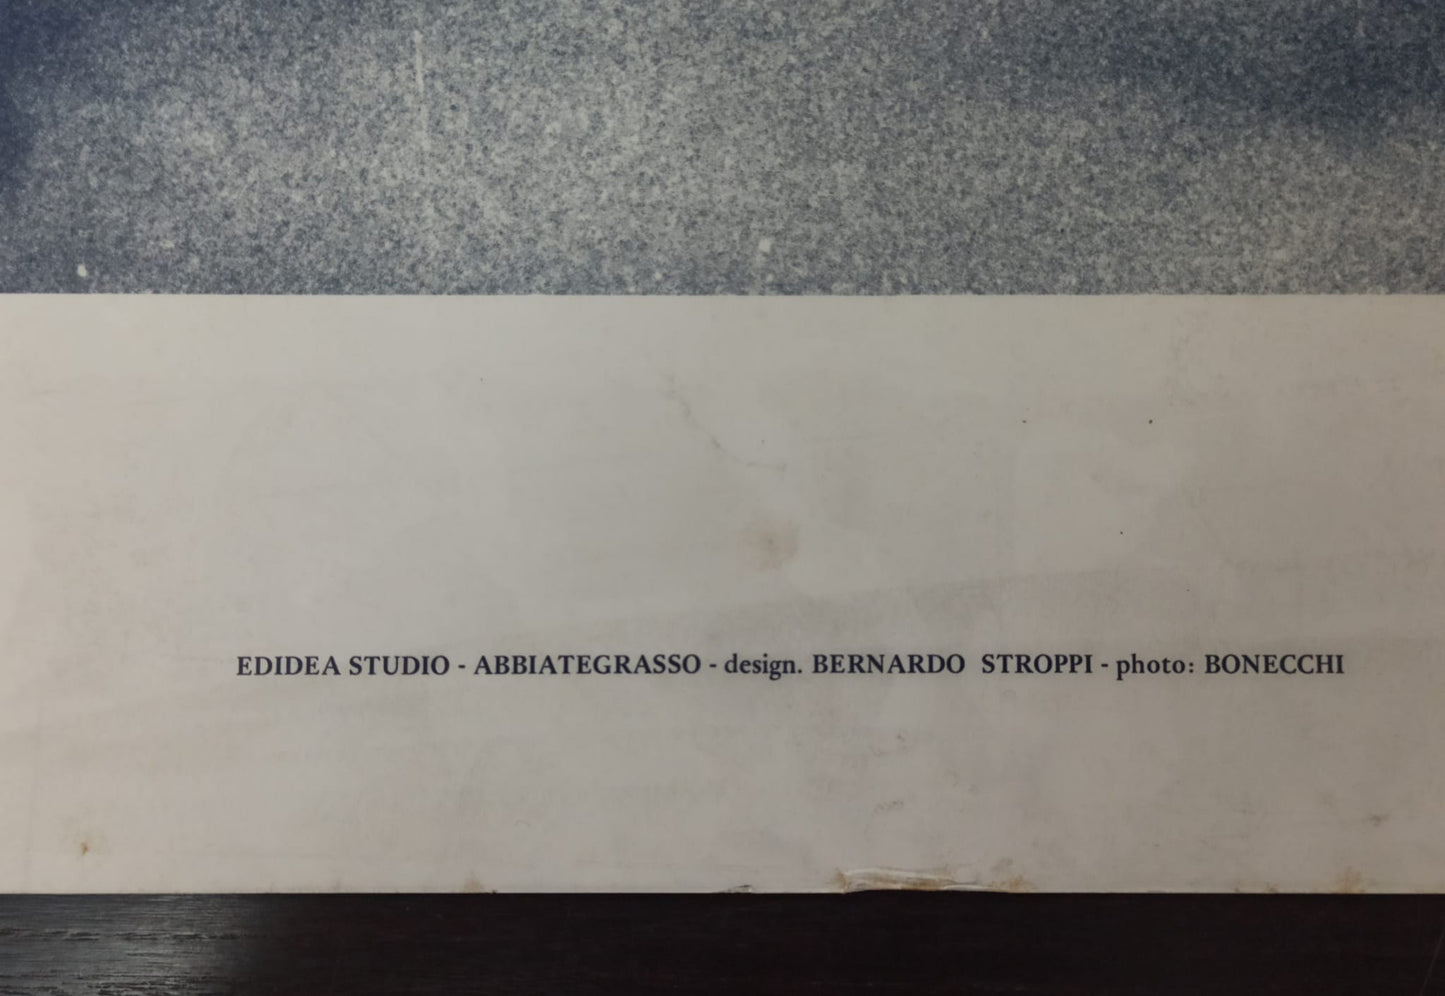 EDIDEA STUDIO - ABBIATEGRASSO - design. BERNARDO STROPPI - photo: BONECCHI